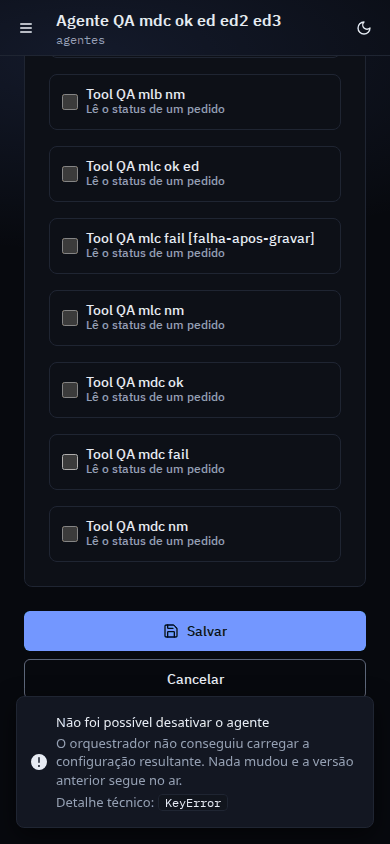 Agente QA mdc ok ed ed2 ed3
agentes
Tool QA mlb nm
Lê o status de um pedido
Tool QA mlc ok ed
Lê o status de um pedido
Tool QA mlc fail [falha-apos-gravar]
Lê o status de um pedido
Tool QA mlc nm
Lê o status de um pedido
Tool QA mdc ok
Lê o status de um pedido
Tool QA mdc fail
Lê o status de um pedido
Tool QA mdc nm
Lê o status de um pedido
Salvar
Cancelar
Não foi possível desativar o agente
O orquestrador não conseguiu carregar a
configuração resultante. Nada mudou e a versão
anterior segue no ar.
Detalhe técnico: KeyError